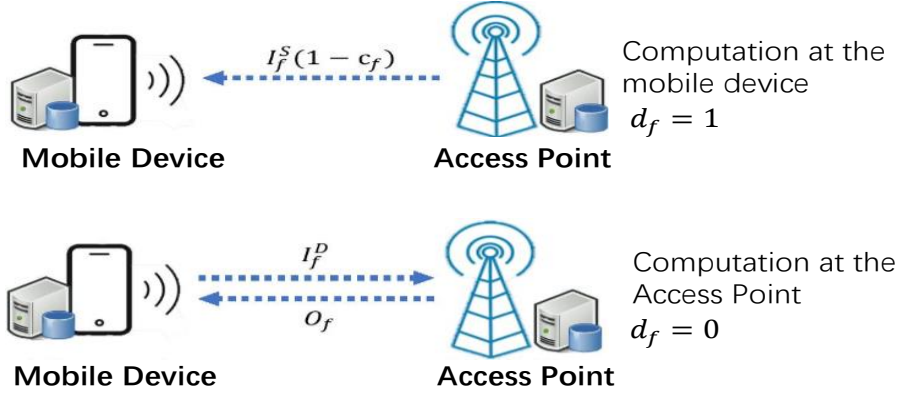 I_f^S(1 − c_f)
Computation at the
mobile device
d_f = 1
Mobile Device
Access Point
I_f^D
O_f
Computation at the
Access Point
d_f = 0
Mobile Device
Access Point